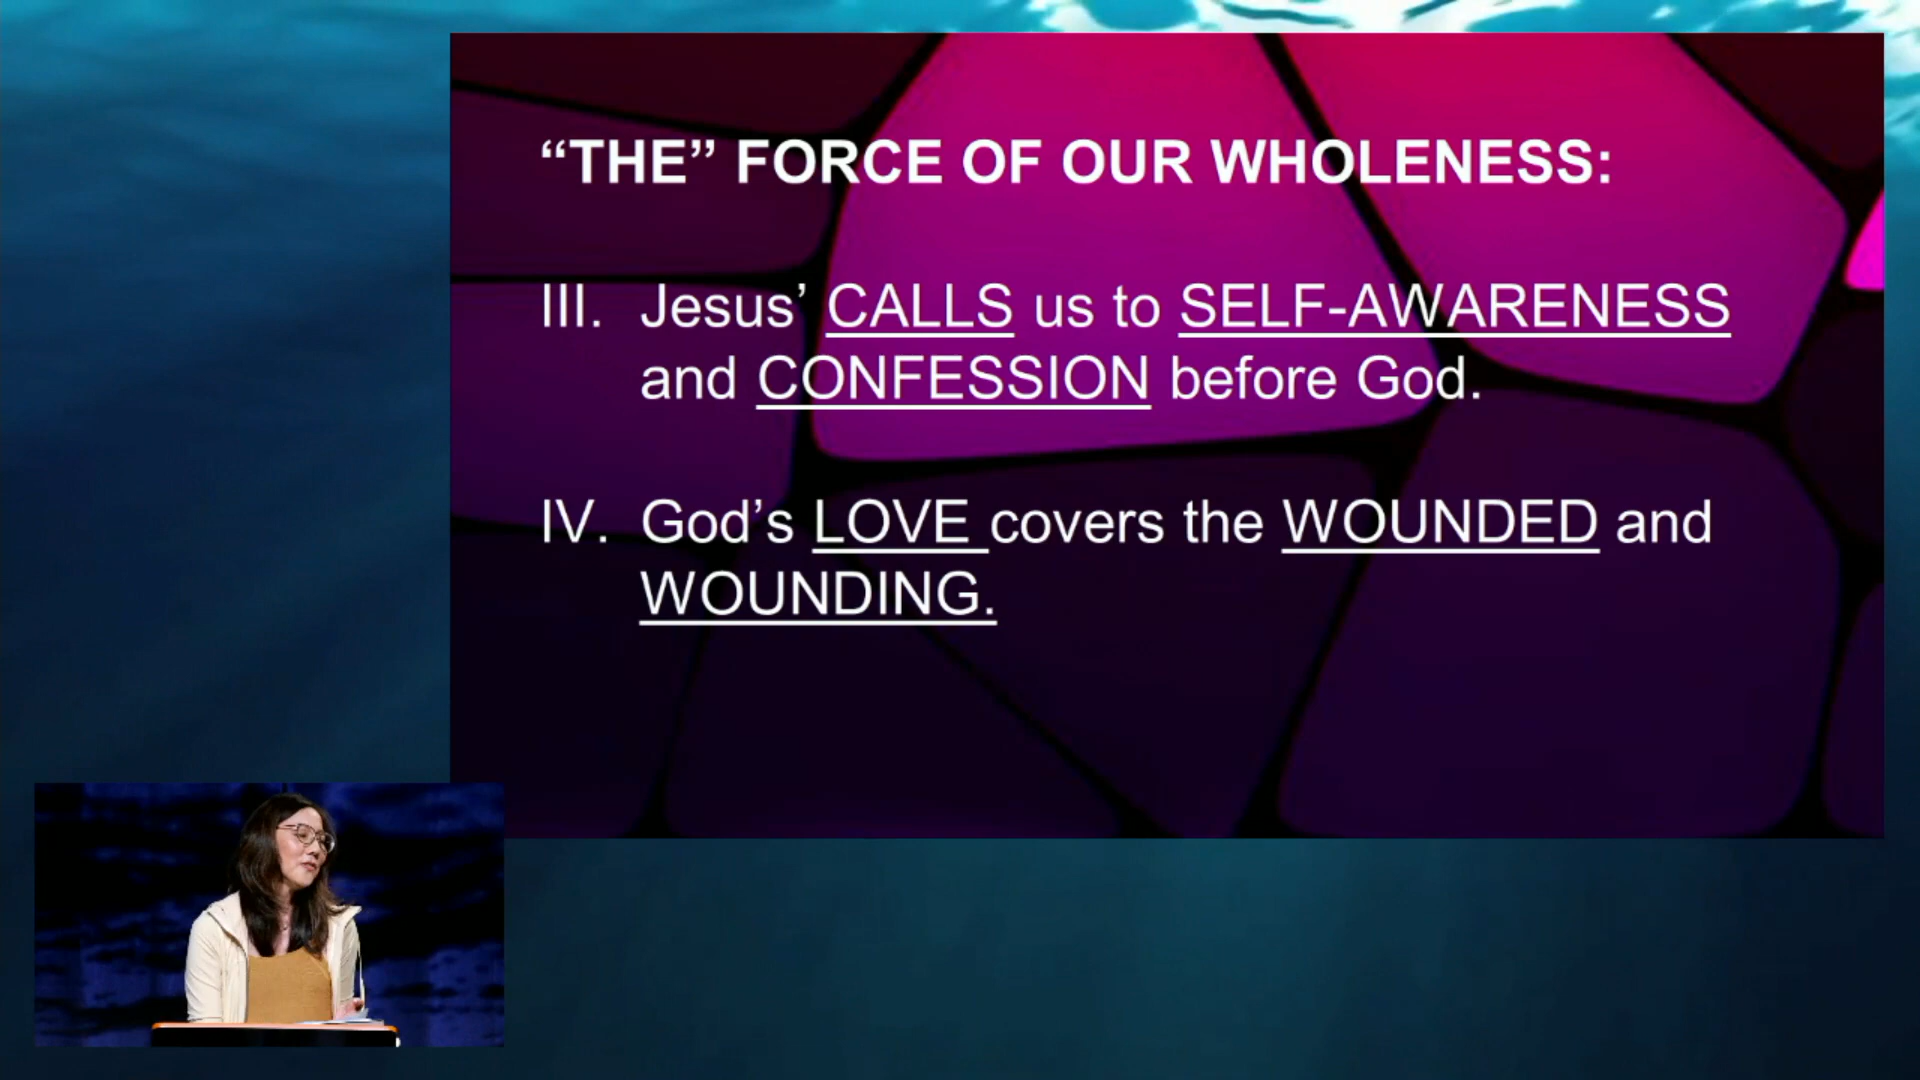 “THE” FORCE OF OUR WHOLENESS:
III. Jesus’ CALLS us to SELF-AWARENESS
and CONFESSION before God.
IV. God’s LOVE covers the WOUNDED and
WOUNDING.